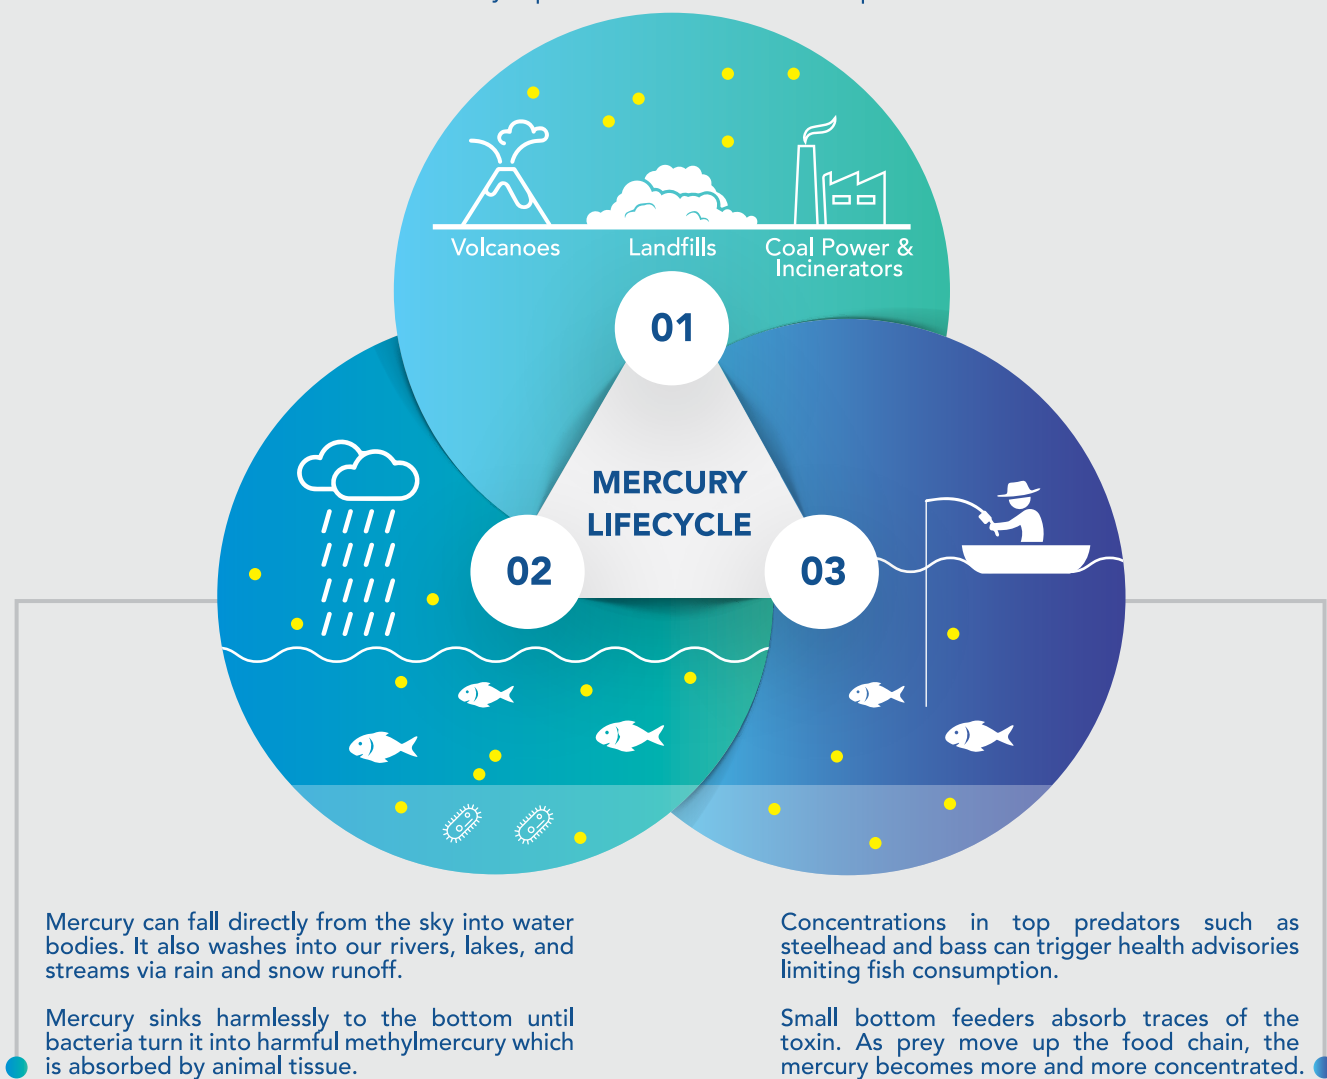 Volcanoes
Landfills
Coal Power &
Incinerators
01
MERCURY
LIFECYCLE
02
03
Mercury can fall directly from the sky into water
bodies. It also washes into our rivers, lakes, and
streams via rain and snow runoff.
Mercury sinks harmlessly to the bottom until
bacteria turn it into harmful methylmercury which
is absorbed by animal tissue.
Concentrations in top predators such as
steelhead and bass can trigger health advisories
limiting fish consumption.
Small bottom feeders absorb traces of the
toxin. As prey move up the food chain, the
mercury becomes more and more concentrated.